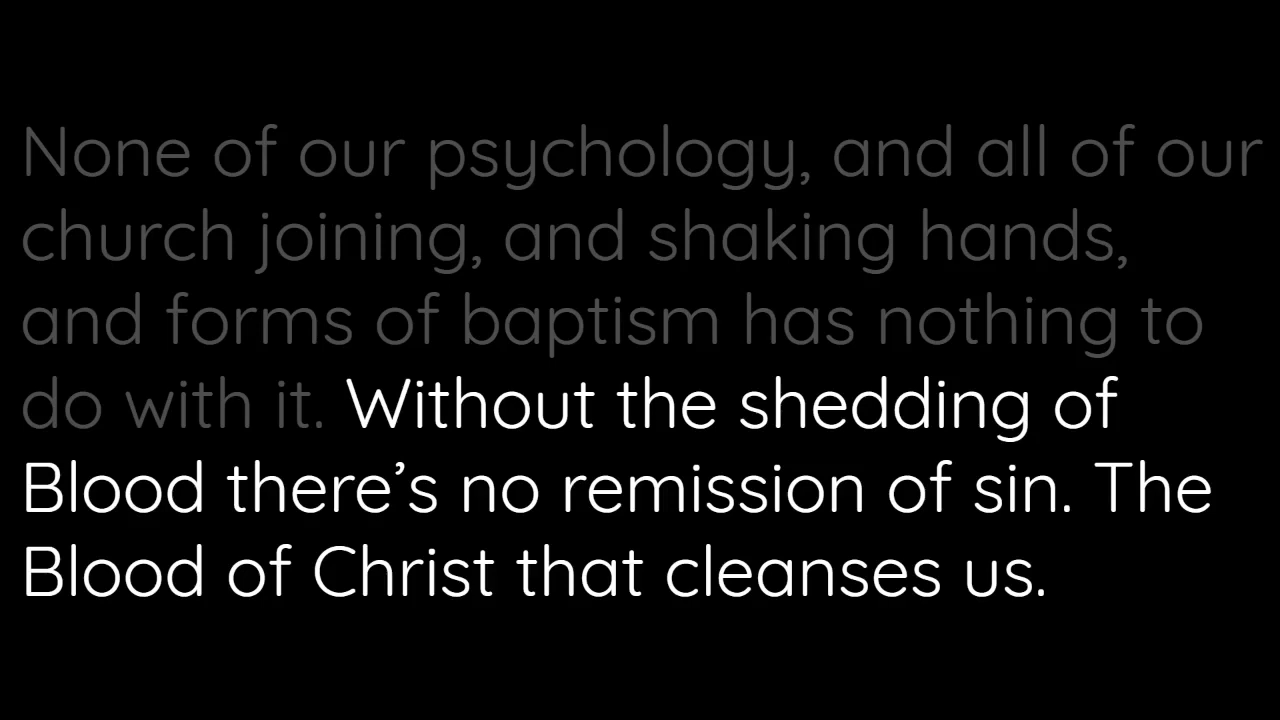 None of our psychology, and all of our
church joining, and shaking hands,
and forms of baptism has nothing to
do with it. Without the shedding of
Blood there’s no remission of sin. The
Blood of Christ that cleanses us.